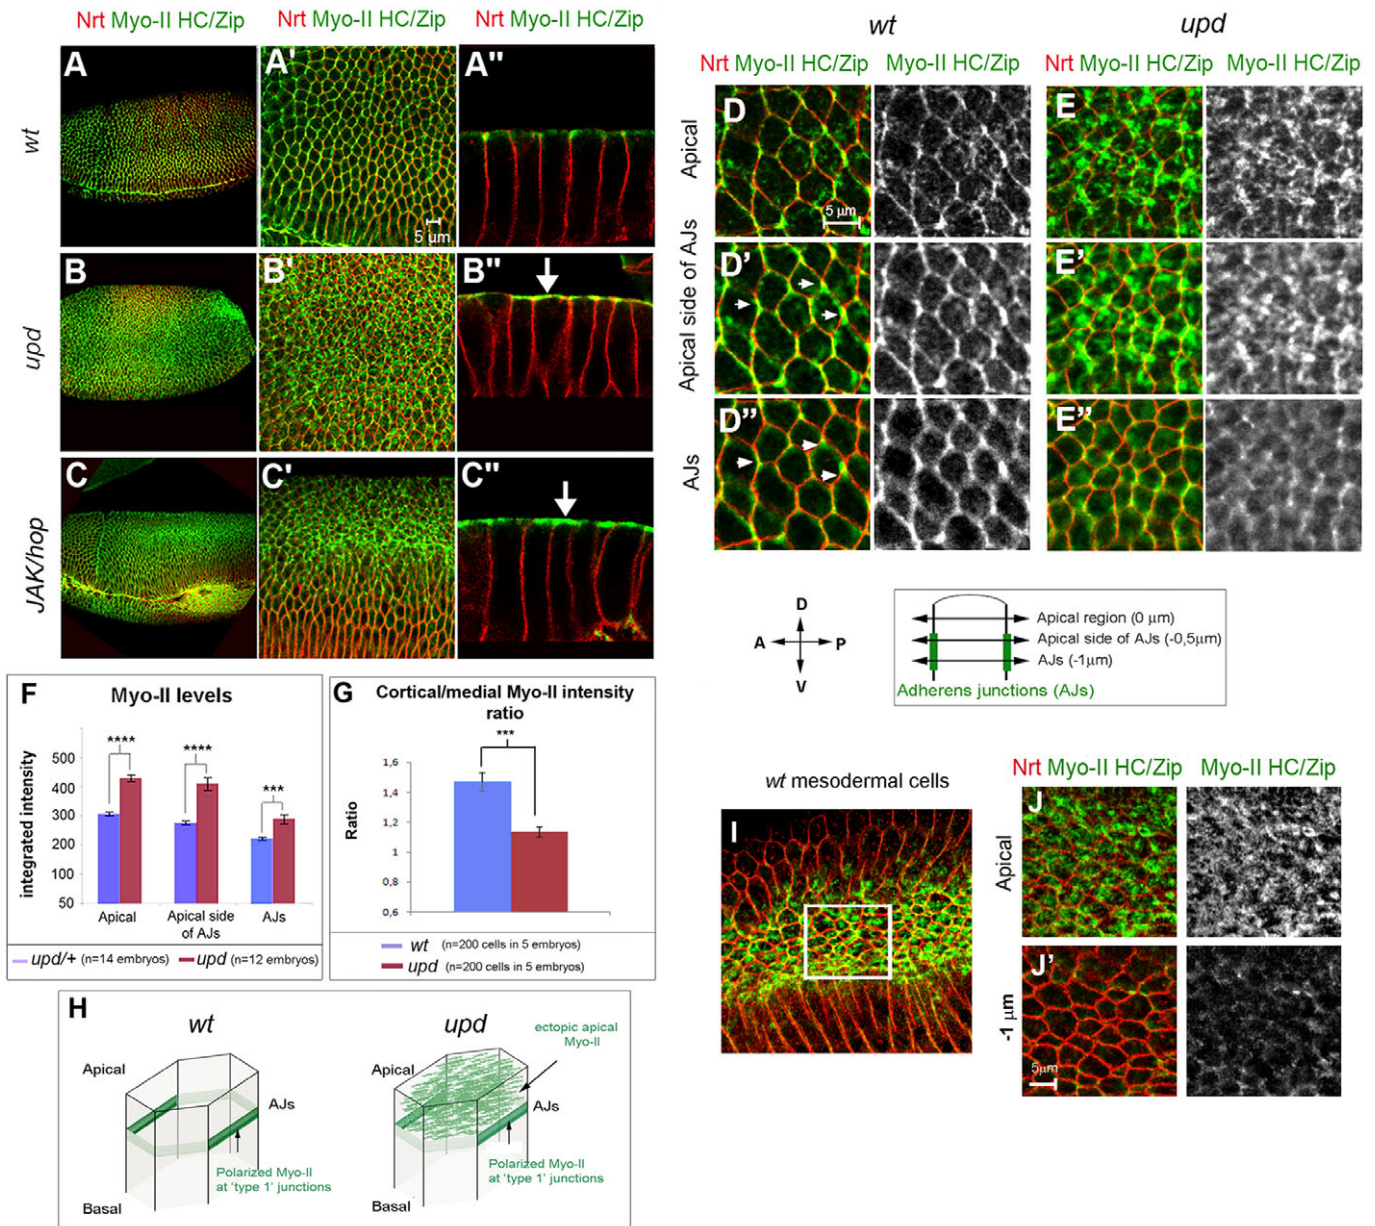 Nrt Myo-II HC/Zip
Nrt Myo-II HC/Zip
Nrt Myo-II HC/Zip
wt
A
A'
A"
5 µm
upd
B
B'
B"
JAK/hop
C
C'
C"
wt
upd
Nrt Myo-II HC/Zip
Myo-II HC/Zip
Nrt Myo-II HC/Zip
Myo-II HC/Zip
Apical
D
5 µm
E
Apical side of AJs
D’
E’
AJs
D”
E”
D
A
P
V
Apical region (0 µm)
Apical side of AJs (-0,5µm)
AJs (-1µm)
Adherens junctions (AJs)
F
Myo-II levels
integrated intensity
500
400
300
200
100
50
****
****
***
Apical
Apical side
of AJs
AJs
upd/+ (n=14 embryos)
upd (n=12 embryos)
G
Cortical/medial Myo-II intensity
ratio
***
Ratio
1,6
1,4
1,2
1
0,8
0,6
wt (n=200 cells in 5 embryos)
upd (n=200 cells in 5 embryos)
H
wt
upd
ectopic apical
Myo-II
Apical
AJs
Polarized Myo-II
at ‘type 1’ junctions
Basal
Apical
AJs
Polarized Myo-II
at ‘type 1’ junctions
Basal
wt mesodermal cells
I
Nrt Myo-II HC/Zip
Myo-II HC/Zip
Apical
J
-1 µm
J’
5µm